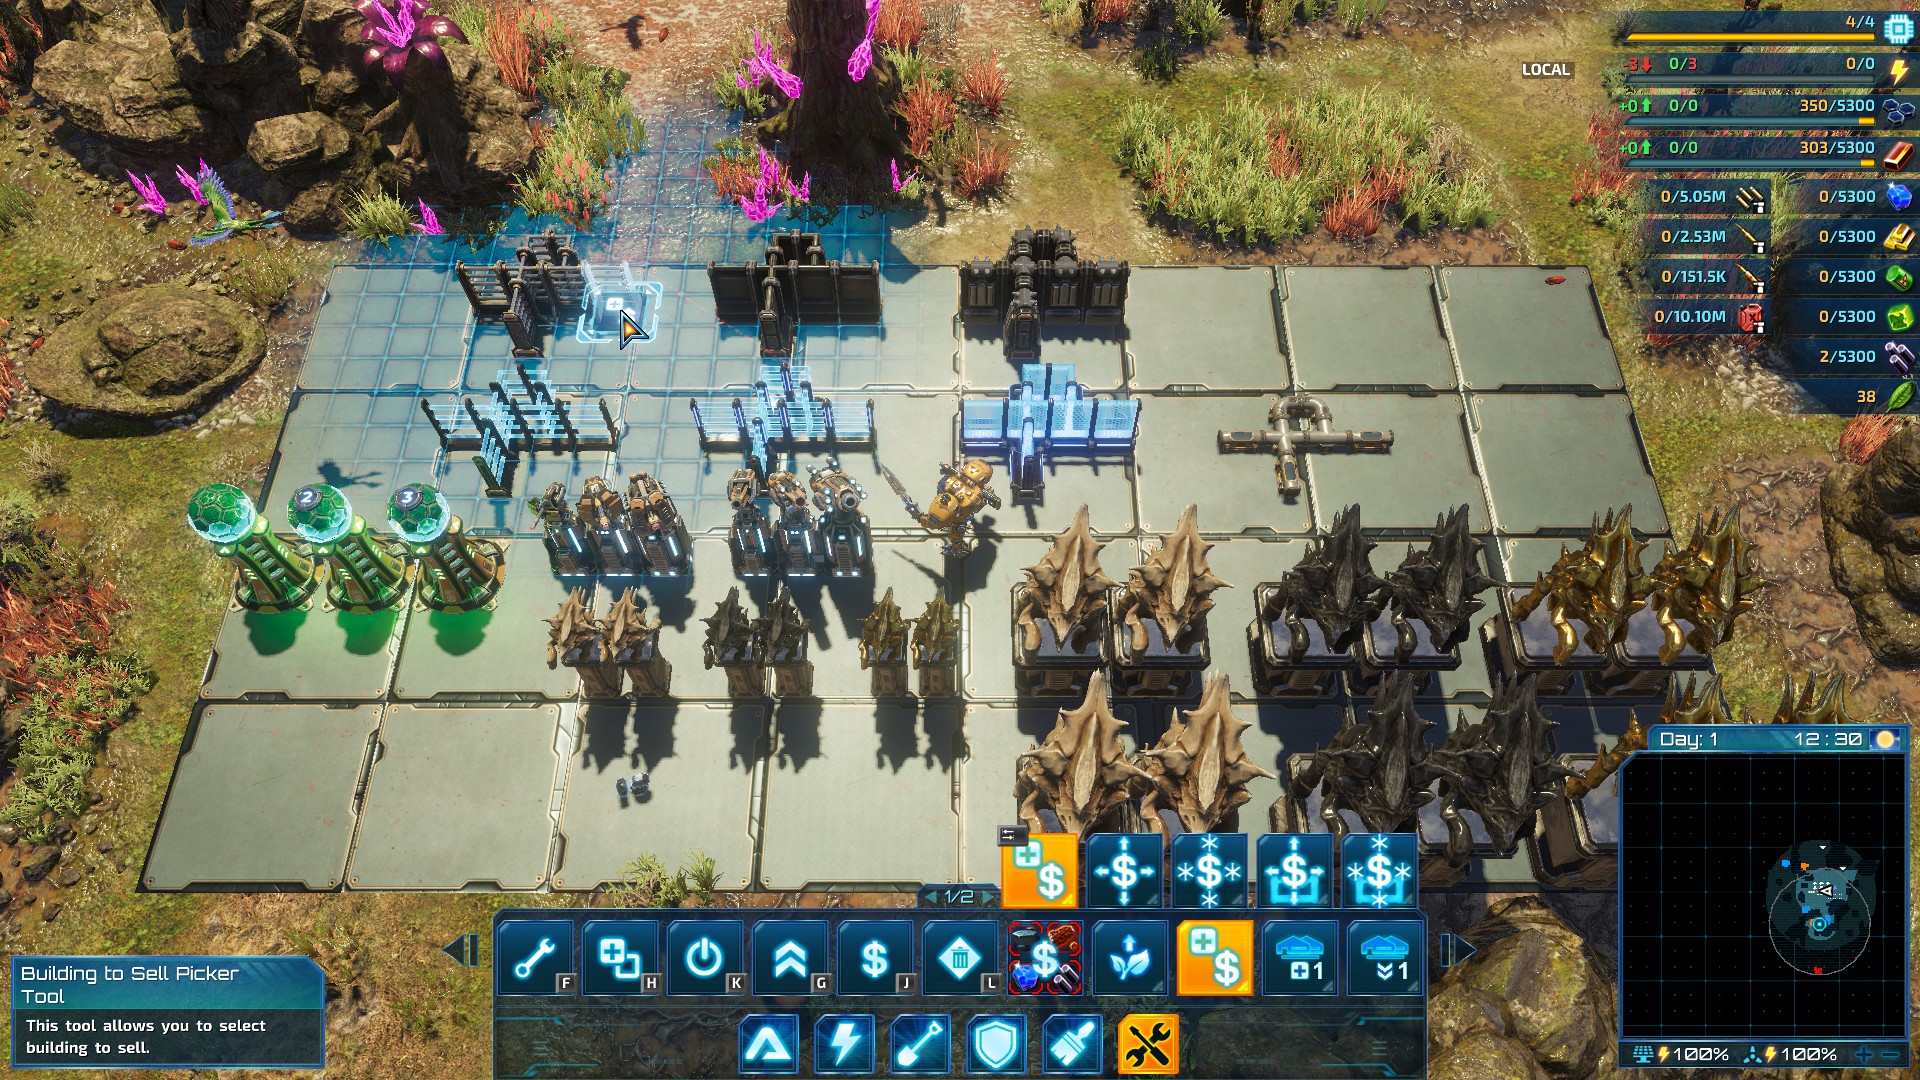 4/4
LOCAL
-3 0/3 0/0
+0 0/0 350/5300
+0 0/0 303/5300
0/5.05M 0/5300
0/2.53M 0/5300
0/151.5K 0/5300
0/10.10M 0/5300
2/5300
38
2 3
Day: 1 12:30
1/2
F H K G J L 1 1
Building to Sell Picker
Tool
This tool allows you to select
building to sell.
100% 100%